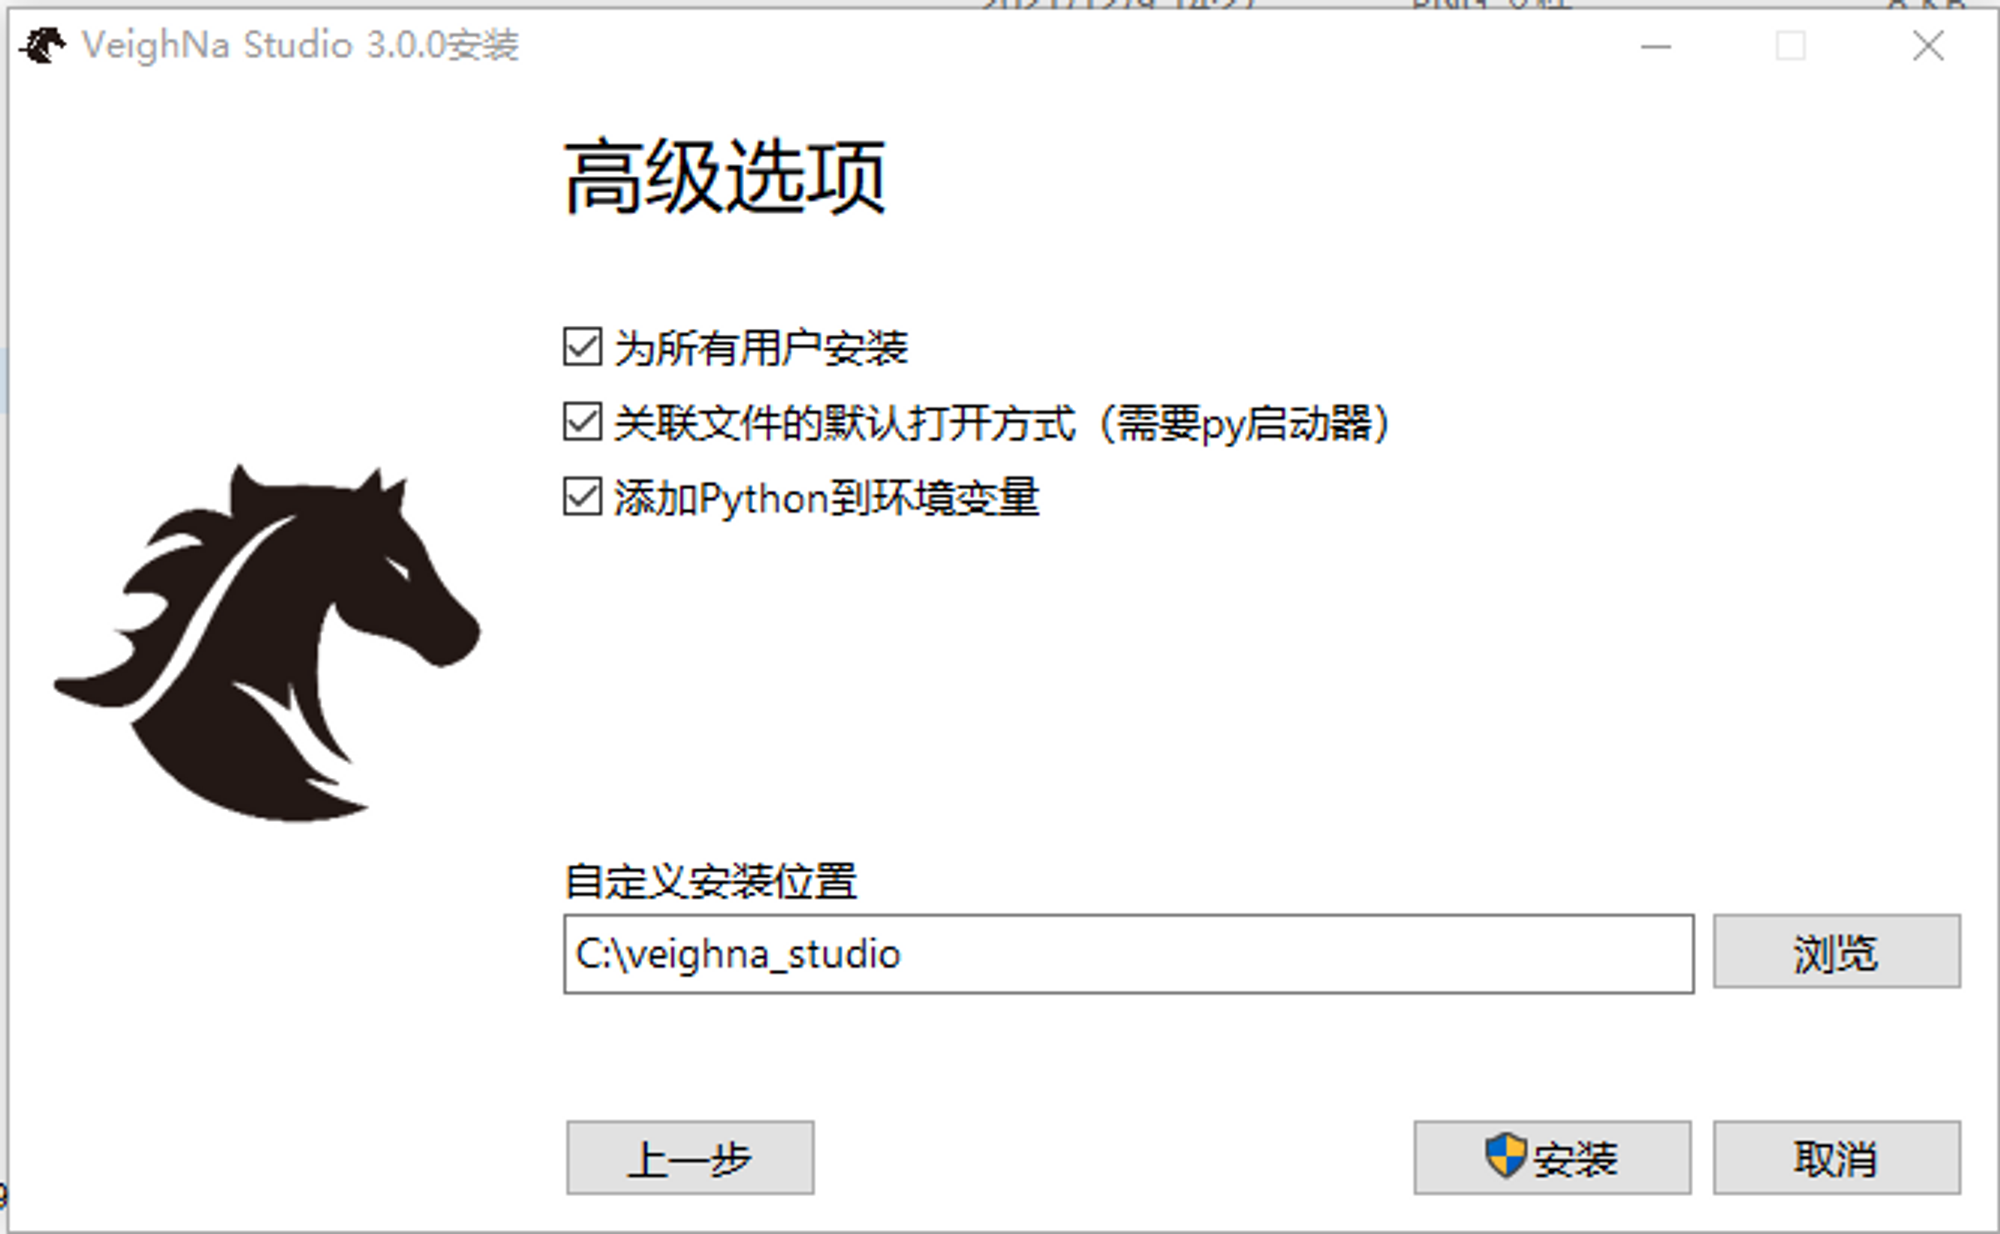 VeighNa Studio 3.0.0安装
高级选项
为所有用户安装
关联文件的默认打开方式（需要py启动器）
添加Python到环境变量
自定义安装位置
C:\veighna_studio
浏览
上一步
安装
取消